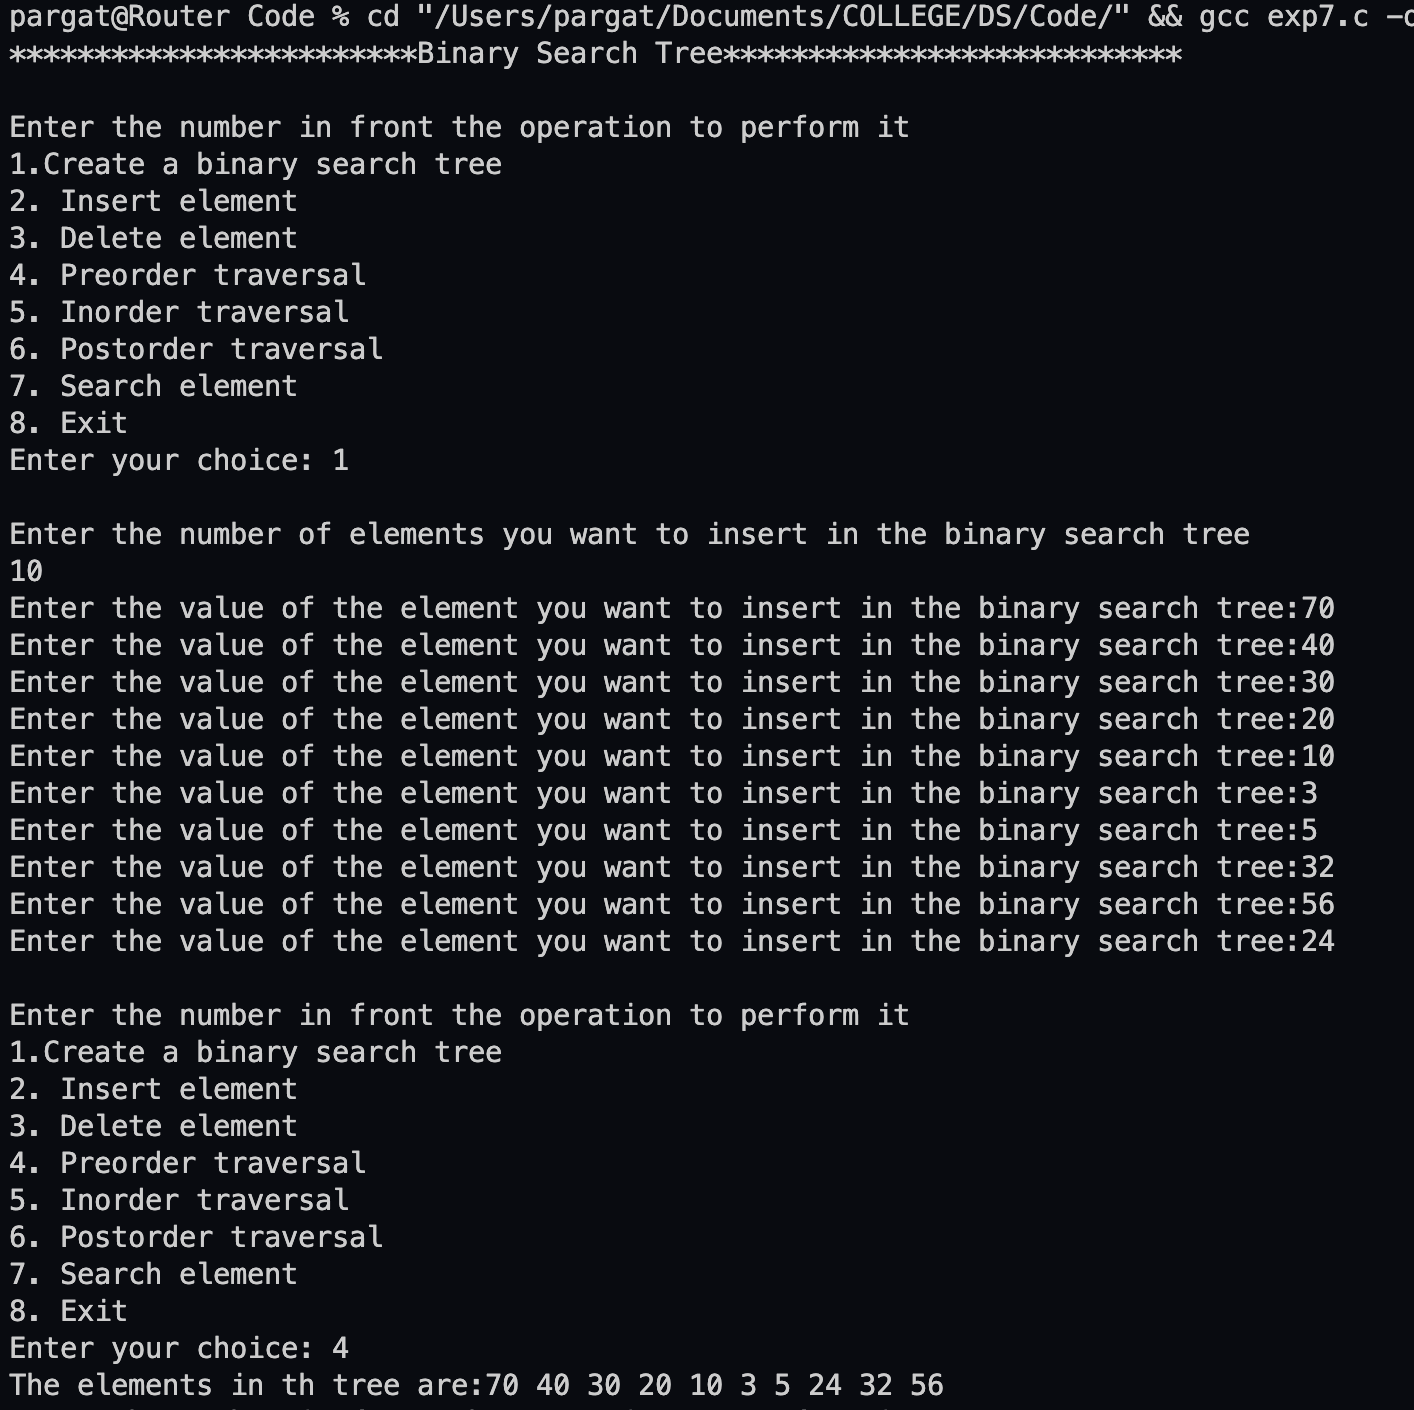 pargat@Router Code % cd "/Users/pargat/Documents/COLLEGE/DS/Code/" && gcc exp7.c -o
************************Binary Search Tree***************************
Enter the number in front the operation to perform it
1.Create a binary search tree
2. Insert element
3. Delete element
4. Preorder traversal
5. Inorder traversal
6. Postorder traversal
7. Search element
8. Exit
Enter your choice: 1
Enter the number of elements you want to insert in the binary search tree
10
Enter the value of the element you want to insert in the binary search tree:70
Enter the value of the element you want to insert in the binary search tree:40
Enter the value of the element you want to insert in the binary search tree:30
Enter the value of the element you want to insert in the binary search tree:20
Enter the value of the element you want to insert in the binary search tree:10
Enter the value of the element you want to insert in the binary search tree:3
Enter the value of the element you want to insert in the binary search tree:5
Enter the value of the element you want to insert in the binary search tree:32
Enter the value of the element you want to insert in the binary search tree:56
Enter the value of the element you want to insert in the binary search tree:24
Enter the number in front the operation to perform it
1.Create a binary search tree
2. Insert element
3. Delete element
4. Preorder traversal
5. Inorder traversal
6. Postorder traversal
7. Search element
8. Exit
Enter your choice: 4
The elements in th tree are:70 40 30 20 10 3 5 24 32 56